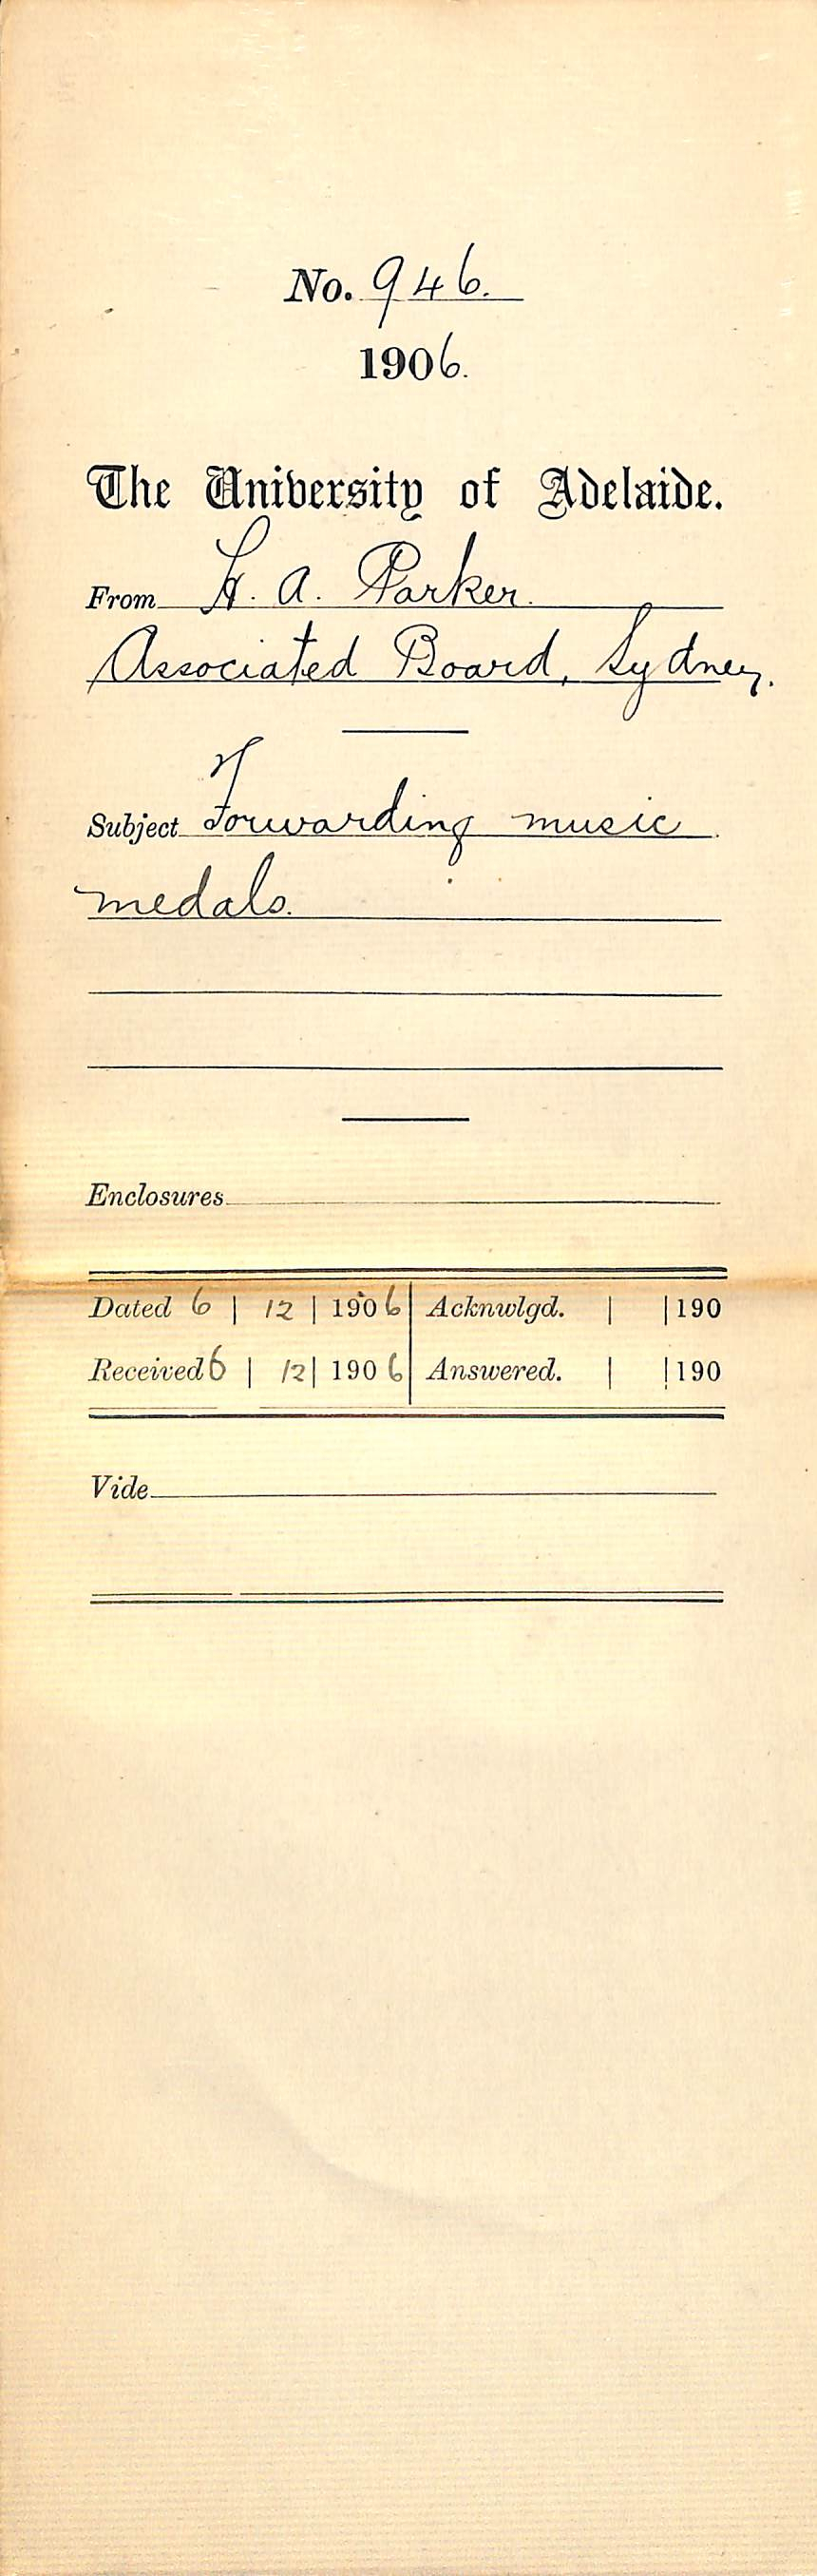 No. 946.
1906.
The University of Adelaide.
From H. A. Parker.
Associated Board, Sydney.
Subject Forwarding music
medals.
Enclosures
Dated 6 | 12 | 1906 Acknwlgd. | | 190
Received 6 | 12 | 1906 Answered. | | 190
Vide